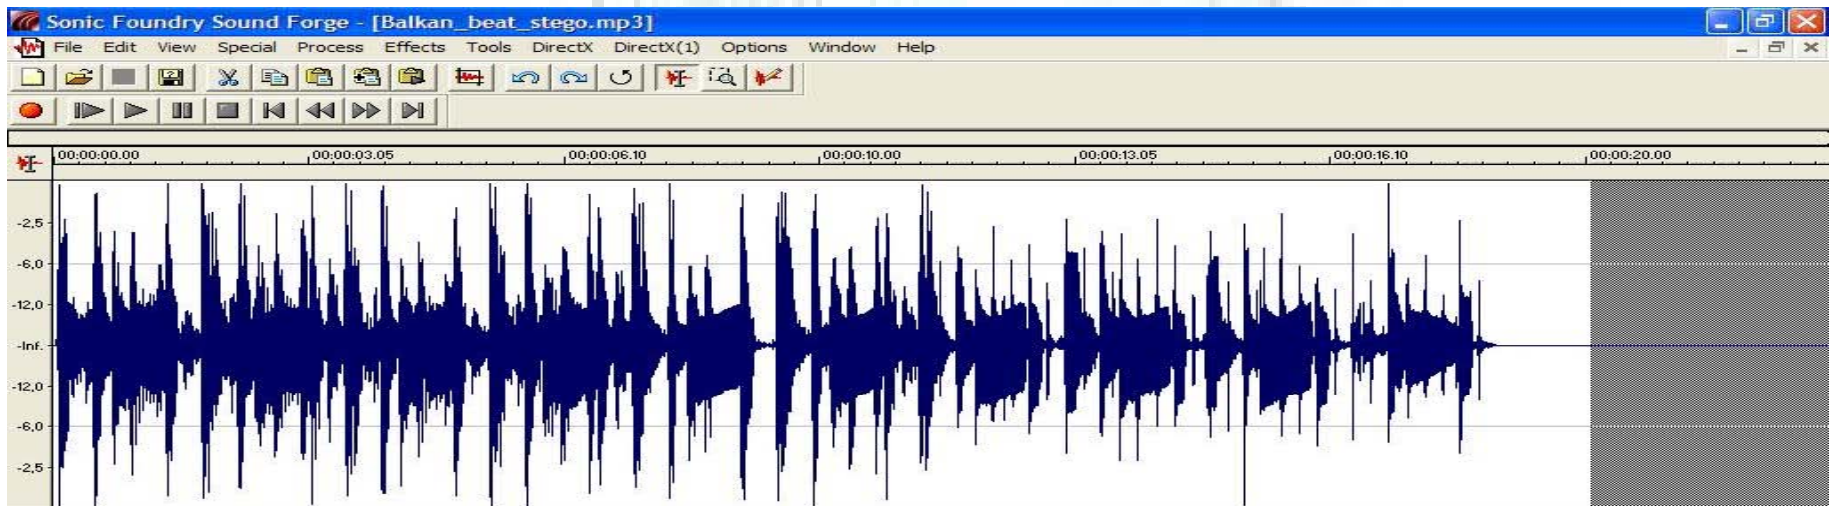 Sonic Foundry Sound Forge - [Balkan_beat_stego.mp3]
File Edit View Special Process Effects Tools DirectX DirectX(1) Options Window Help
00:00:00.00 00:00:03.05 00:00:06.10 00:00:10.00 00:00:13.05 00:00:16.10 00:00:20.00
-2,5
-6,0
-12,0
-Inf.
-12,0
-6,0
-2,5